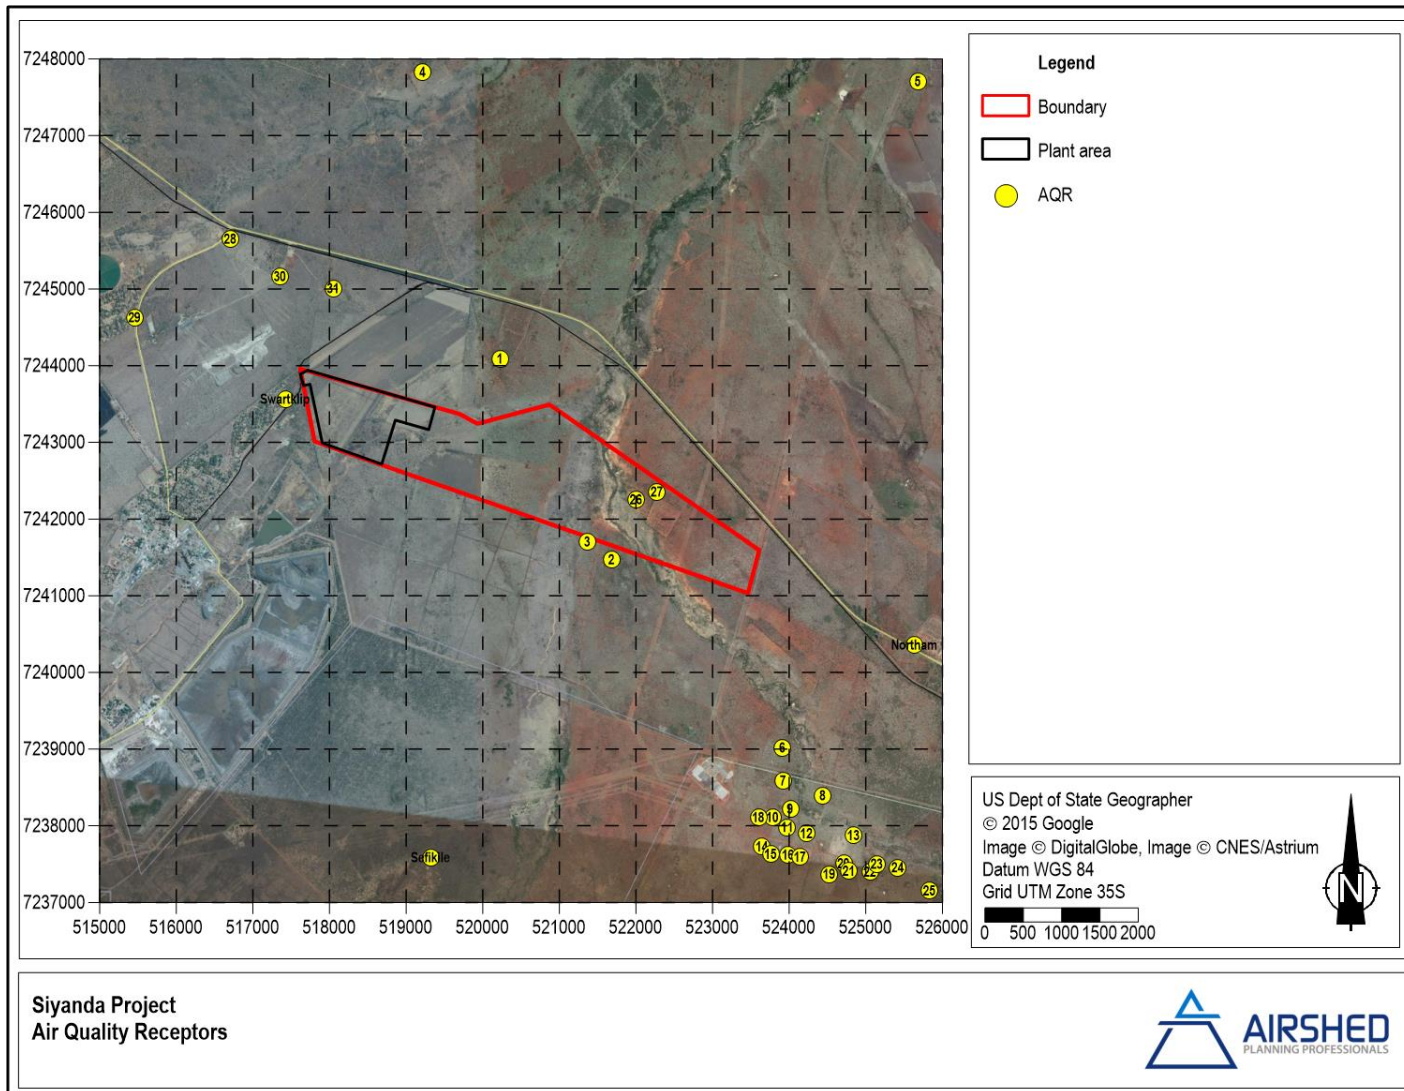 7248000
7247000
7246000
7245000
7244000
7243000
7242000
7241000
7240000
7239000
7238000
7237000
515000 516000 517000 518000 519000 520000 521000 522000 523000 524000 525000 526000
4
5
28
30
31
29
1
Swartklip
27
26
3
2
Northam
6
7
8
9
18 10
11
12
13
14
15 16 17
Sefikile
20 23
21 22 24
19
25
Legend
Boundary
Plant area
AQR
US Dept of State Geographer
© 2015 Google
Image © DigitalGlobe, Image © CNES/Astrium
Datum WGS 84
Grid UTM Zone 35S
0 500 1000 1500 2000
N
Siyanda Project
Air Quality Receptors
AIRSHED
PLANNING PROFESSIONALS